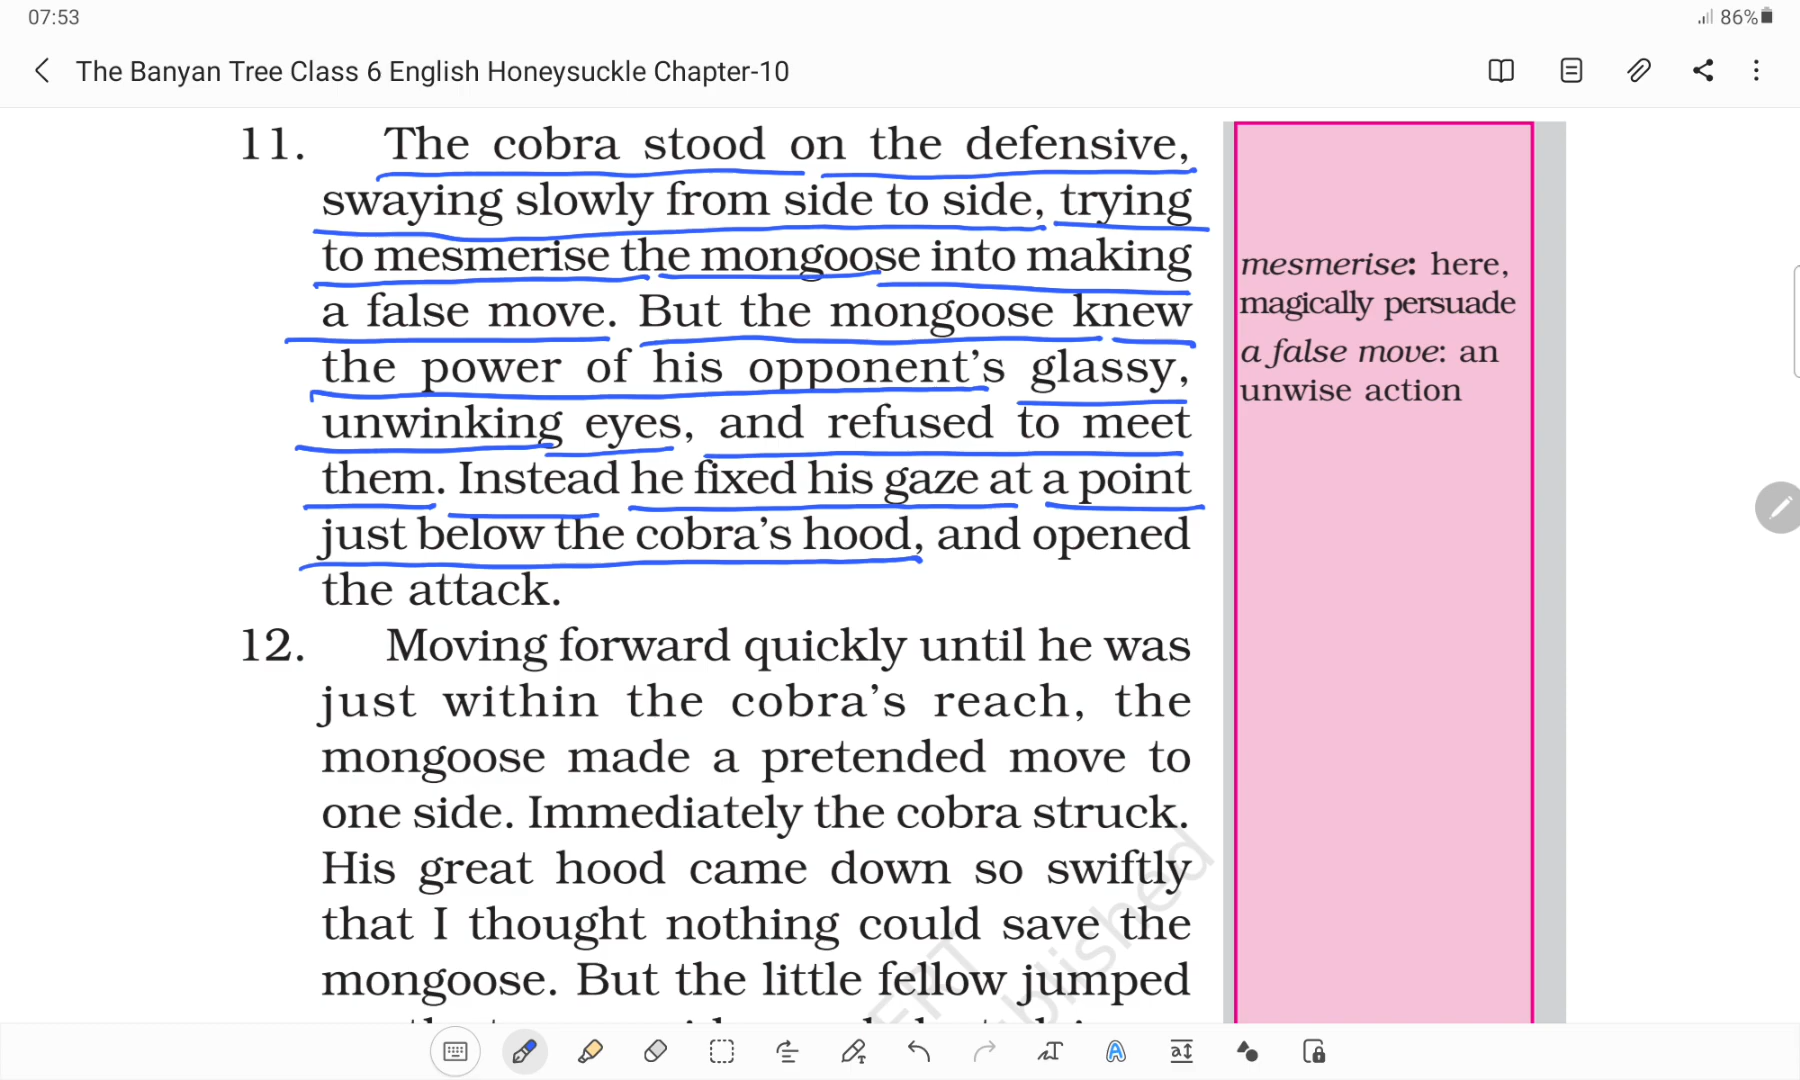 07:53
86%
The Banyan Tree Class 6 English Honeysuckle Chapter-10
11. The cobra stood on the defensive,
swaying slowly from side to side, trying
to mesmerise the mongoose into making
a false move. But the mongoose knew
the power of his opponent's glassy,
unwinking eyes, and refused to meet
them. Instead he fixed his gaze at a point
just below the cobra's hood, and opened
the attack.
12. Moving forward quickly until he was
just within the cobra's reach, the
mongoose made a pretended move to
one side. Immediately the cobra struck.
His great hood came down so swiftly
that I thought nothing could save the
mongoose. But the little fellow jumped
mesmerise: here,
magically persuade
a false move: an
unwise action